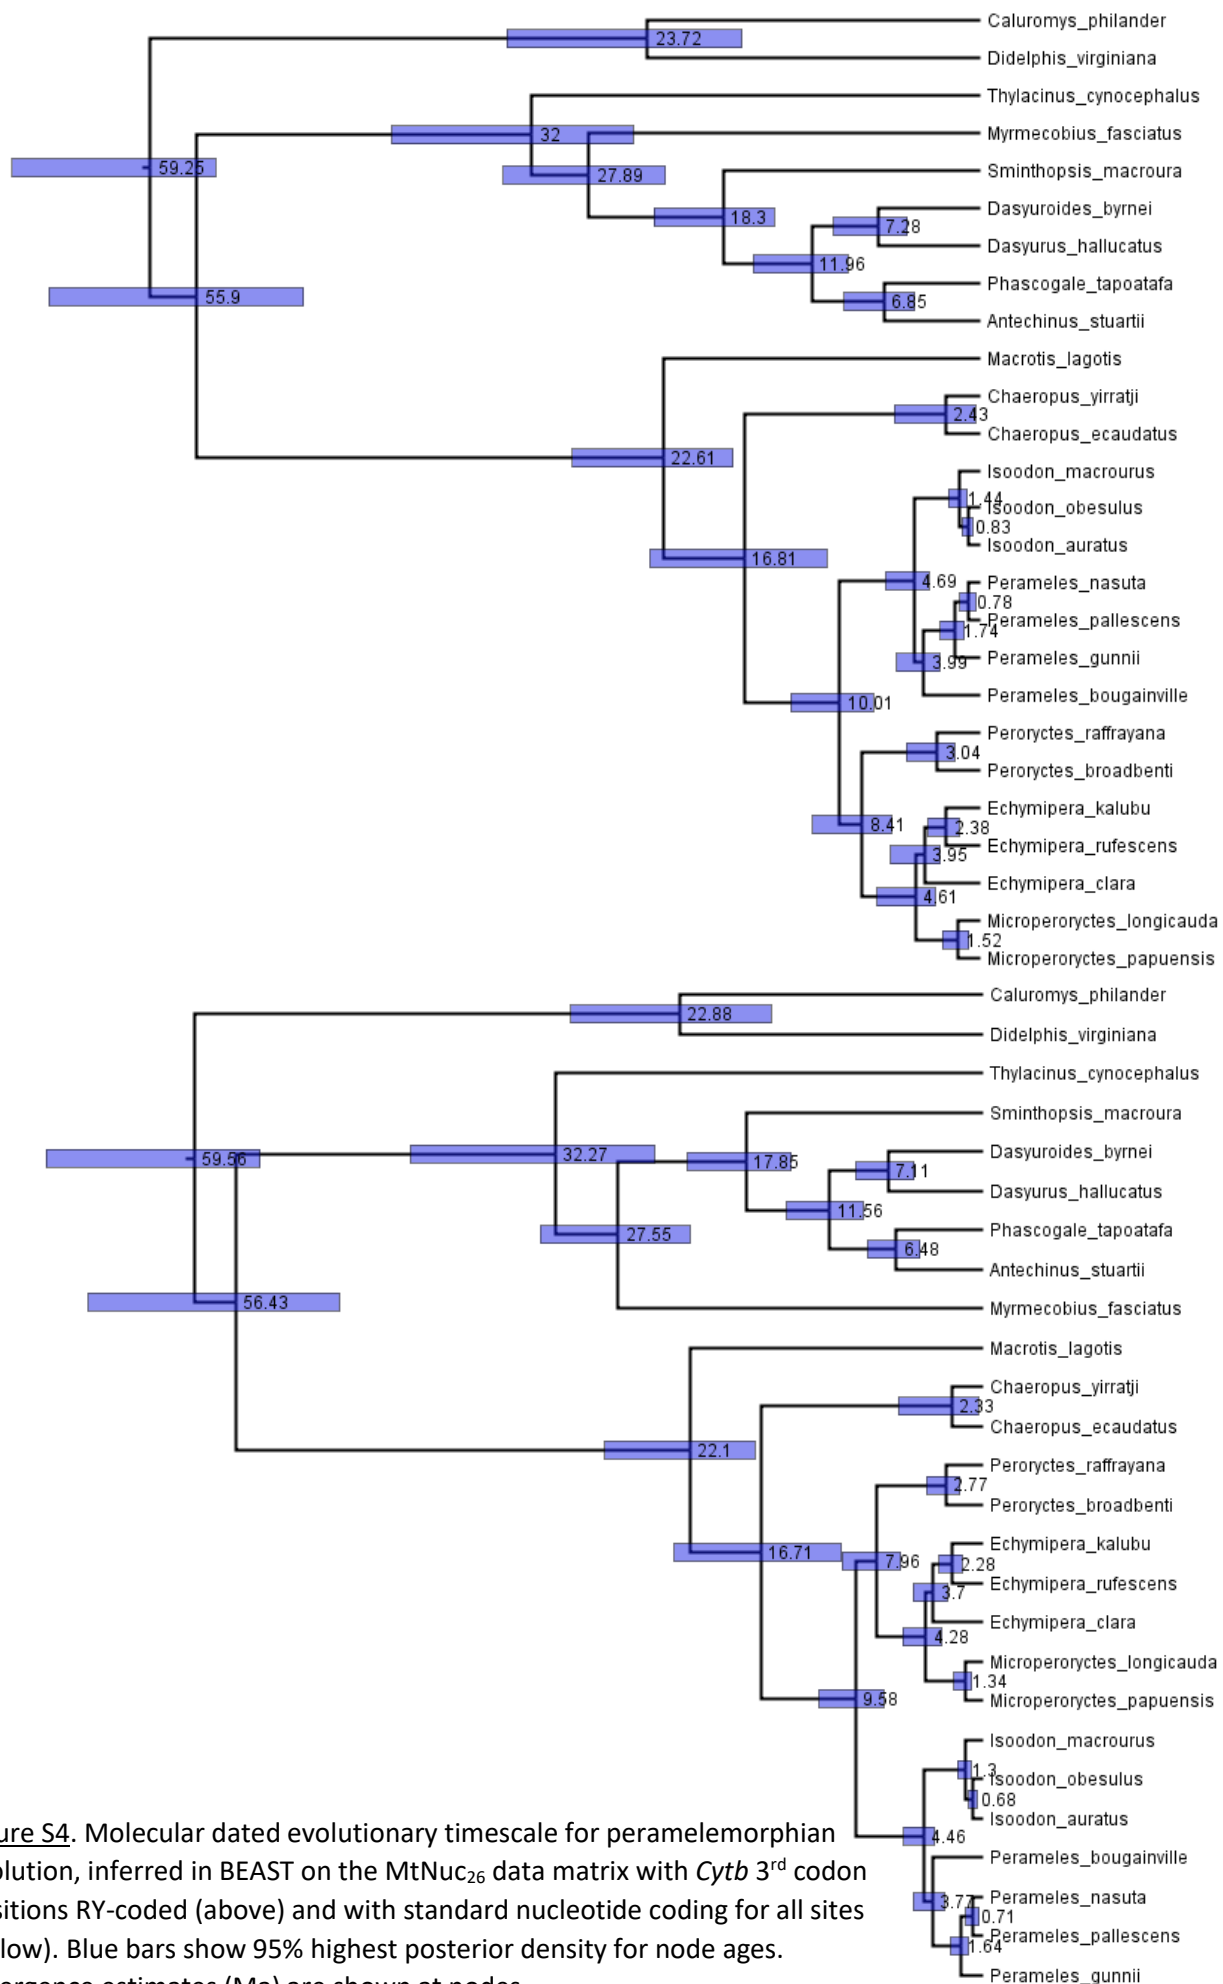 Caluromys_philander
23.72
Didelphis_virginiana
Thylacinus_cynocephalus
32
Myrmecobius_fasciatus
59.25
27.89
Sminthopsis_macroura
Dasyuroides_byrnei
18.3
7.28
Dasyurus_hallucatus
11.96
Phascogale_tapoatafa
55.9
6.85
Antechinus_stuartii
Macrotis_lagotis
Chaeropus_yirratji
2.43
Chaeropus_ecaudatus
22.61
Isoodon_macrourus
1.44
Isoodon_obesulus
0.83
Isoodon_auratus
16.81
4.69
Perameles_nasuta
0.78
Perameles_pallescens
1.74
3.99
Perameles_gunnii
Perameles_bougainville
10.01
Peroryctes_raffrayana
3.04
Peroryctes_broadbenti
Echymipera_kalubu
8.41
2.38
Echymipera_rufescens
3.95
Echymipera_clara
4.61
Microperoryctes_longicauda
1.52
Microperoryctes_papuensis
Caluromys_philander
22.88
Didelphis_virginiana
Thylacinus_cynocephalus
Sminthopsis_macroura
Dasyuroides_byrnei
59.56
32.27
17.85
7.11
Dasyurus_hallucatus
11.56
Phascogale_tapoatafa
27.55
6.48
Antechinus_stuartii
56.43
Myrmecobius_fasciatus
Macrotis_lagotis
Chaeropus_yirratji
2.33
Chaeropus_ecaudatus
22.1
Peroryctes_raffrayana
2.77
Peroryctes_broadbenti
Echymipera_kalubu
16.71
7.96
2.28
Echymipera_rufescens
3.7
Echymipera_clara
4.28
Microperoryctes_longicauda
1.34
Microperoryctes_papuensis
9.58
Isoodon_macrourus
1.3
Isoodon_obesulus
0.68
Isoodon_auratus
4.46
Perameles_bougainville
Perameles_nasuta
3.77
0.71
Perameles_pallescens
1.64
Perameles_gunnii
ure S4. Molecular dated evolutionary timescale for peramelemorphian
olution, inferred in BEAST on the MtNuc26 data matrix with Cytb 3rd codon
sitions RY-coded (above) and with standard nucleotide coding for all sites
low). Blue bars show 95% highest posterior density for node ages.
ergence estimates (Ma) are shown at nodes